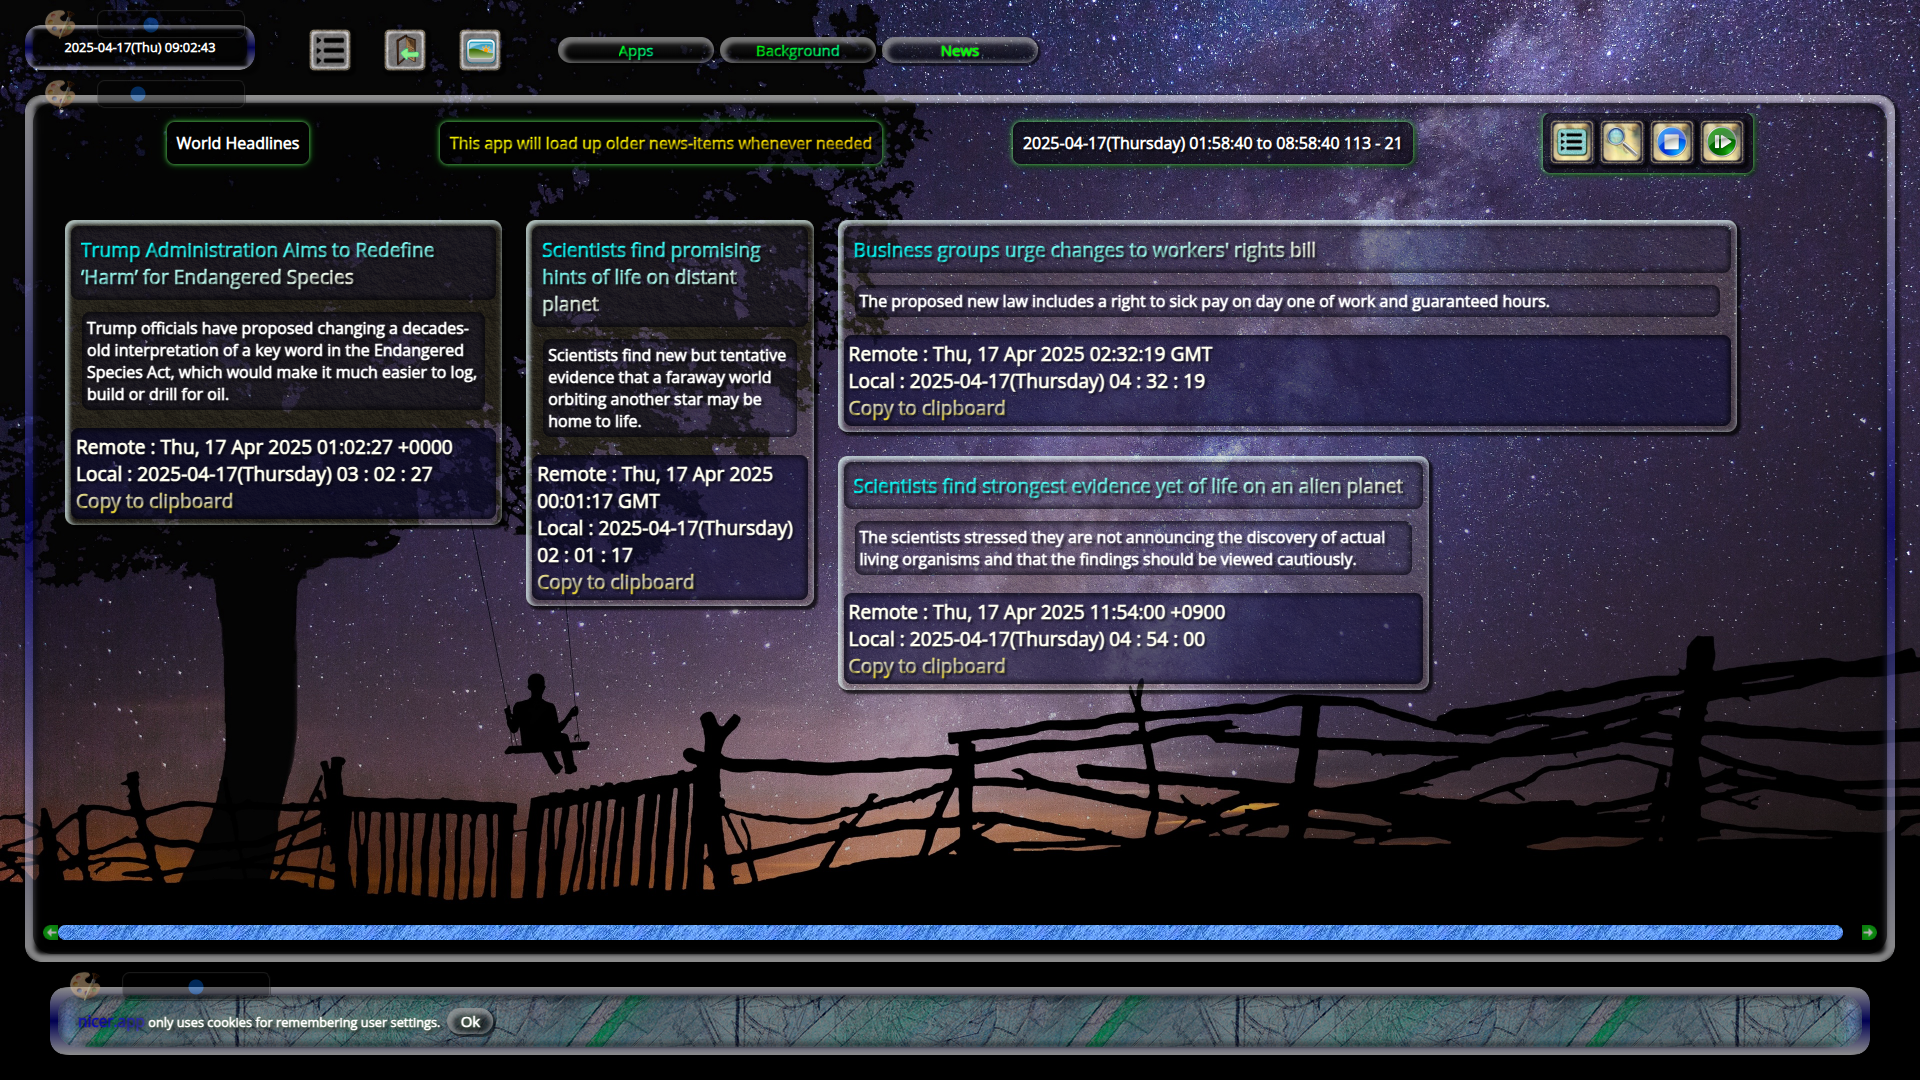 2025-04-17(Thu) 09:02:43
Apps
Background
News
World Headlines
This app will load up older news-items whenever needed
2025-04-17(Thursday) 01:58:40 to 08:58:40 113 - 21
Trump Administration Aims to Redefine
‘Harm’ for Endangered Species
Trump officials have proposed changing a decades-
old interpretation of a key word in the Endangered
Species Act, which would make it much easier to log,
build or drill for oil.
Remote : Thu, 17 Apr 2025 01:02:27 +0000
Local : 2025-04-17(Thursday) 03 : 02 : 27
Copy to clipboard
Scientists find promising
hints of life on distant
planet
Scientists find new but tentative
evidence that a faraway world
orbiting another star may be
home to life.
Remote : Thu, 17 Apr 2025
00:01:17 GMT
Local : 2025-04-17(Thursday)
02 : 01 : 17
Copy to clipboard
Business groups urge changes to workers' rights bill
The proposed new law includes a right to sick pay on day one of work and guaranteed hours.
Remote : Thu, 17 Apr 2025 02:32:19 GMT
Local : 2025-04-17(Thursday) 04 : 32 : 19
Copy to clipboard
Scientists find strongest evidence yet of life on an alien planet
The scientists stressed they are not announcing the discovery of actual
living organisms and that the findings should be viewed cautiously.
Remote : Thu, 17 Apr 2025 11:54:00 +0900
Local : 2025-04-17(Thursday) 04 : 54 : 00
Copy to clipboard
nicer.app only uses cookies for remembering user settings. Ok